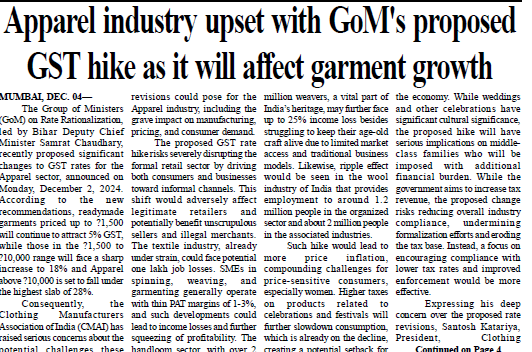 Apparel industry upset with GoM's proposed
GST hike as it will affect garment growth
MUMBAI, DEC. 04—
The Group of Ministers
(GoM) on Rate Rationalization,
led by Bihar Deputy Chief
Minister Samrat Chaudhary,
recently proposed significant
changes to GST rates for the
Apparel sector, announced on
Monday, December 2, 2024.
According to the new
recommendations, readymade
garments priced up to ?1,500
will continue to attract 5% GST,
while those in the ?1,500 to
?10,000 range will face a sharp
increase to 18% and Apparel
above ?10,000 is set to fall under
the highest slab of 28%.
Consequently, the
Clothing Manufacturers
Association of India (CMAI) has
raised serious concerns about the
potential challenges these
revisions could pose for the
Apparel industry, including the
grave impact on manufacturing,
pricing, and consumer demand.
The proposed GST rate
hike risks severely disrupting the
formal retail sector by driving
both consumers and businesses
toward informal channels. This
shift would adversely affect
legitimate retailers and
potentially benefit unscrupulous
sellers and illegal merchants.
The textile industry, already
under strain, could face potential
one lakh job losses. SMEs in
spinning, weaving, and
garmenting generally operate
with thin PAT margins of 1-3%,
and such developments could
lead to income losses and further
squeezing of profitability. The
handloom sector, with over 2
million weavers, a vital part of
India's heritage, may further face
up to 25% income loss besides
struggling to keep their age-old
craft alive due to limited market
access and traditional business
models. Likewise, ripple effect
would be seen in the wool
industry of India that provides
employment to around 1.2
million people in the organized
sector and about 2 million people
in the associated industries.
Such hike would lead to
more price inflation,
compounding challenges for
price-sensitive consumers,
especially women. Higher taxes
on products related to
celebrations and festivals will
further slowdown consumption,
which is already on the decline,
creating a potential setback for
the economy. While weddings
and other celebrations have
significant cultural significance,
the proposed hike will have
serious implications on middle-
class families who will be
imposed with additional
financial burden. While the
government aims to increase tax
revenue, the proposed change
risks reducing overall industry
compliance, undermining
formalization efforts and eroding
the tax base. Instead, a focus on
encouraging compliance with
lower tax rates and improved
enforcement would be more
effective.
Expressing his deep
concern over the proposed rate
revisions, Santosh Katariya,
President, Clothing
Continued on Page 4